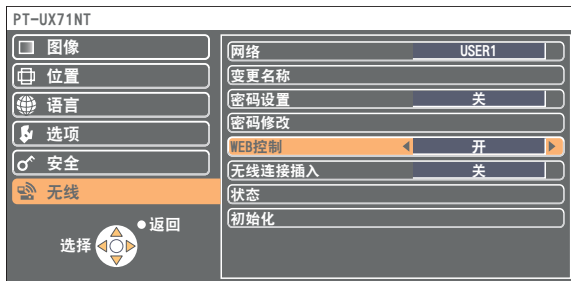 PT-UX71NT
图像
位置
语言
选项
安全
无线
返回
选择
网络 USER1
变更名称
密码设置 关
密码修改
WEB控制 开
无线连接插入 关
状态
初始化